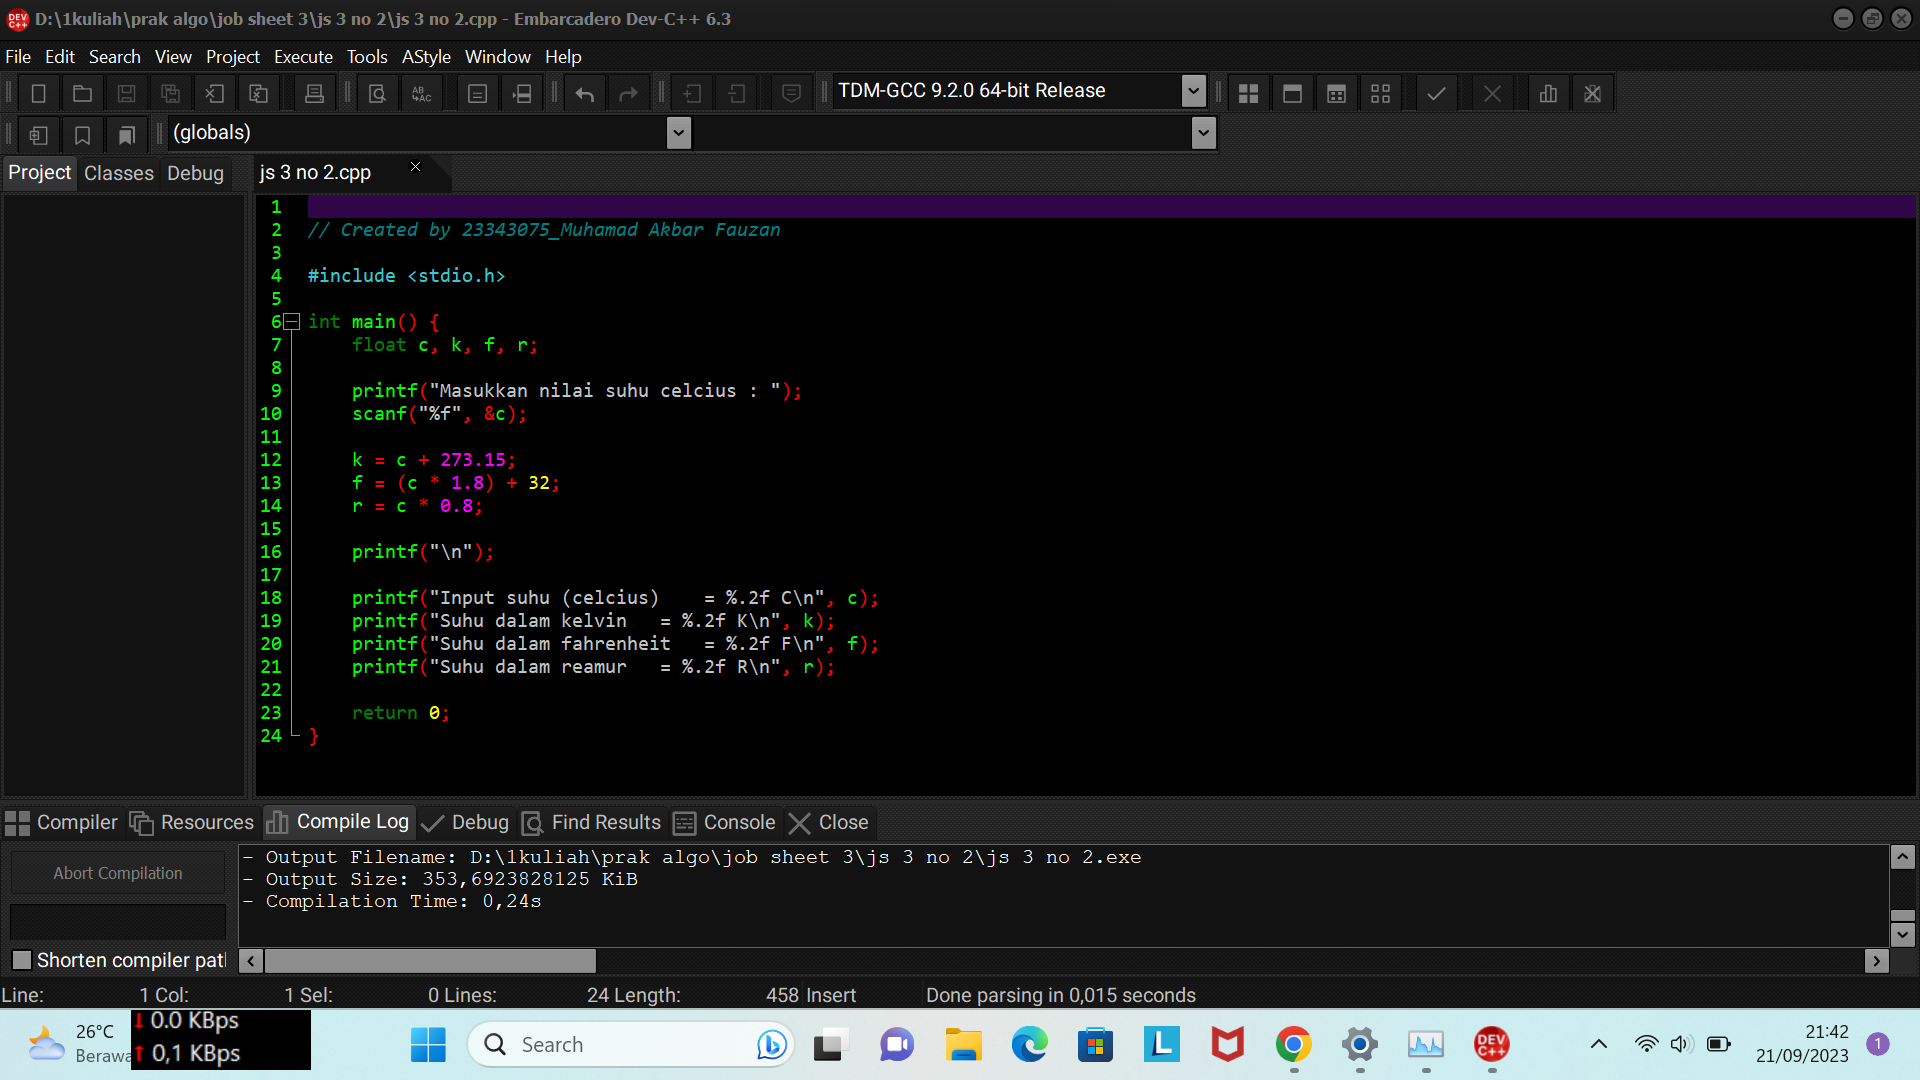 D:\1kuliah\prak algo\job sheet 3\js 3 no 2\js 3 no 2.cpp - Embarcadero Dev-C++ 6.3
File Edit Search View Project Execute Tools AStyle Window Help
TDM-GCC 9.2.0 64-bit Release
(globals)
Project Classes Debug
js 3 no 2.cpp
1
2 // Created by 23343075_Muhamad Akbar Fauzan
3
4 #include <stdio.h>
5
6 int main() {
7 float c, k, f, r;
8
9 printf("Masukkan nilai suhu celcius : ");
10 scanf("%f", &c);
11
12 k = c + 273.15;
13 f = (c * 1.8) + 32;
14 r = c * 0.8;
15
16 printf("\n");
17
18 printf("Input suhu (celcius)    = %.2f C\n", c);
19 printf("Suhu dalam kelvin   = %.2f K\n", k);
20 printf("Suhu dalam fahrenheit   = %.2f F\n", f);
21 printf("Suhu dalam reamur   = %.2f R\n", r);
22
23 return 0;
24 }
Compiler Resources Compile Log Debug Find Results Console Close
Abort Compilation
- Output Filename: D:\1kuliah\prak algo\job sheet 3\js 3 no 2\js 3 no 2.exe
- Output Size: 353,6923828125 KiB
- Compilation Time: 0,24s
Shorten compiler pat
Line: 1 Col: 1 Sel: 0 Lines: 24 Length: 458 Insert Done parsing in 0,015 seconds
26°C
Berawa
0.0 KBps
0,1 KBps
Search
DEV C++
21:42
21/09/2023
1